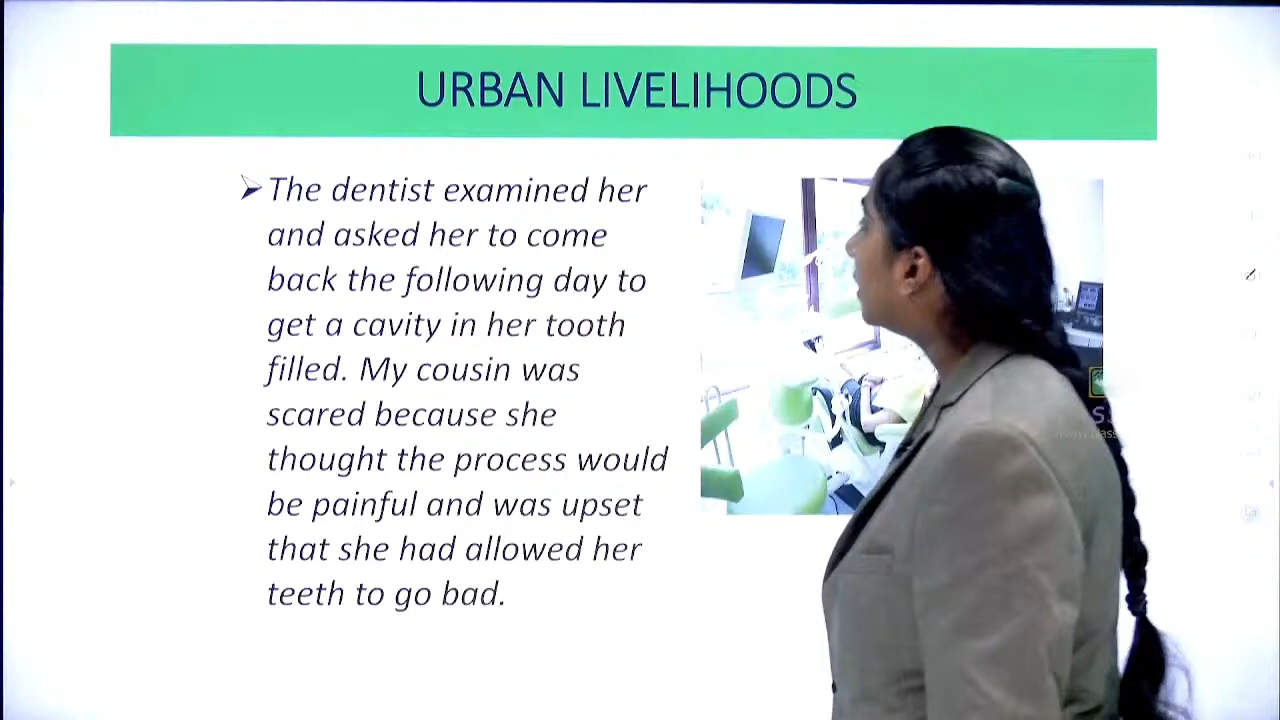 URBAN LIVELIHOODS
The dentist examined her
and asked her to come
back the following day to
get a cavity in her tooth
filled. My cousin was
scared because she
thought the process would
be painful and was upset
that she had allowed her
teeth to go bad.